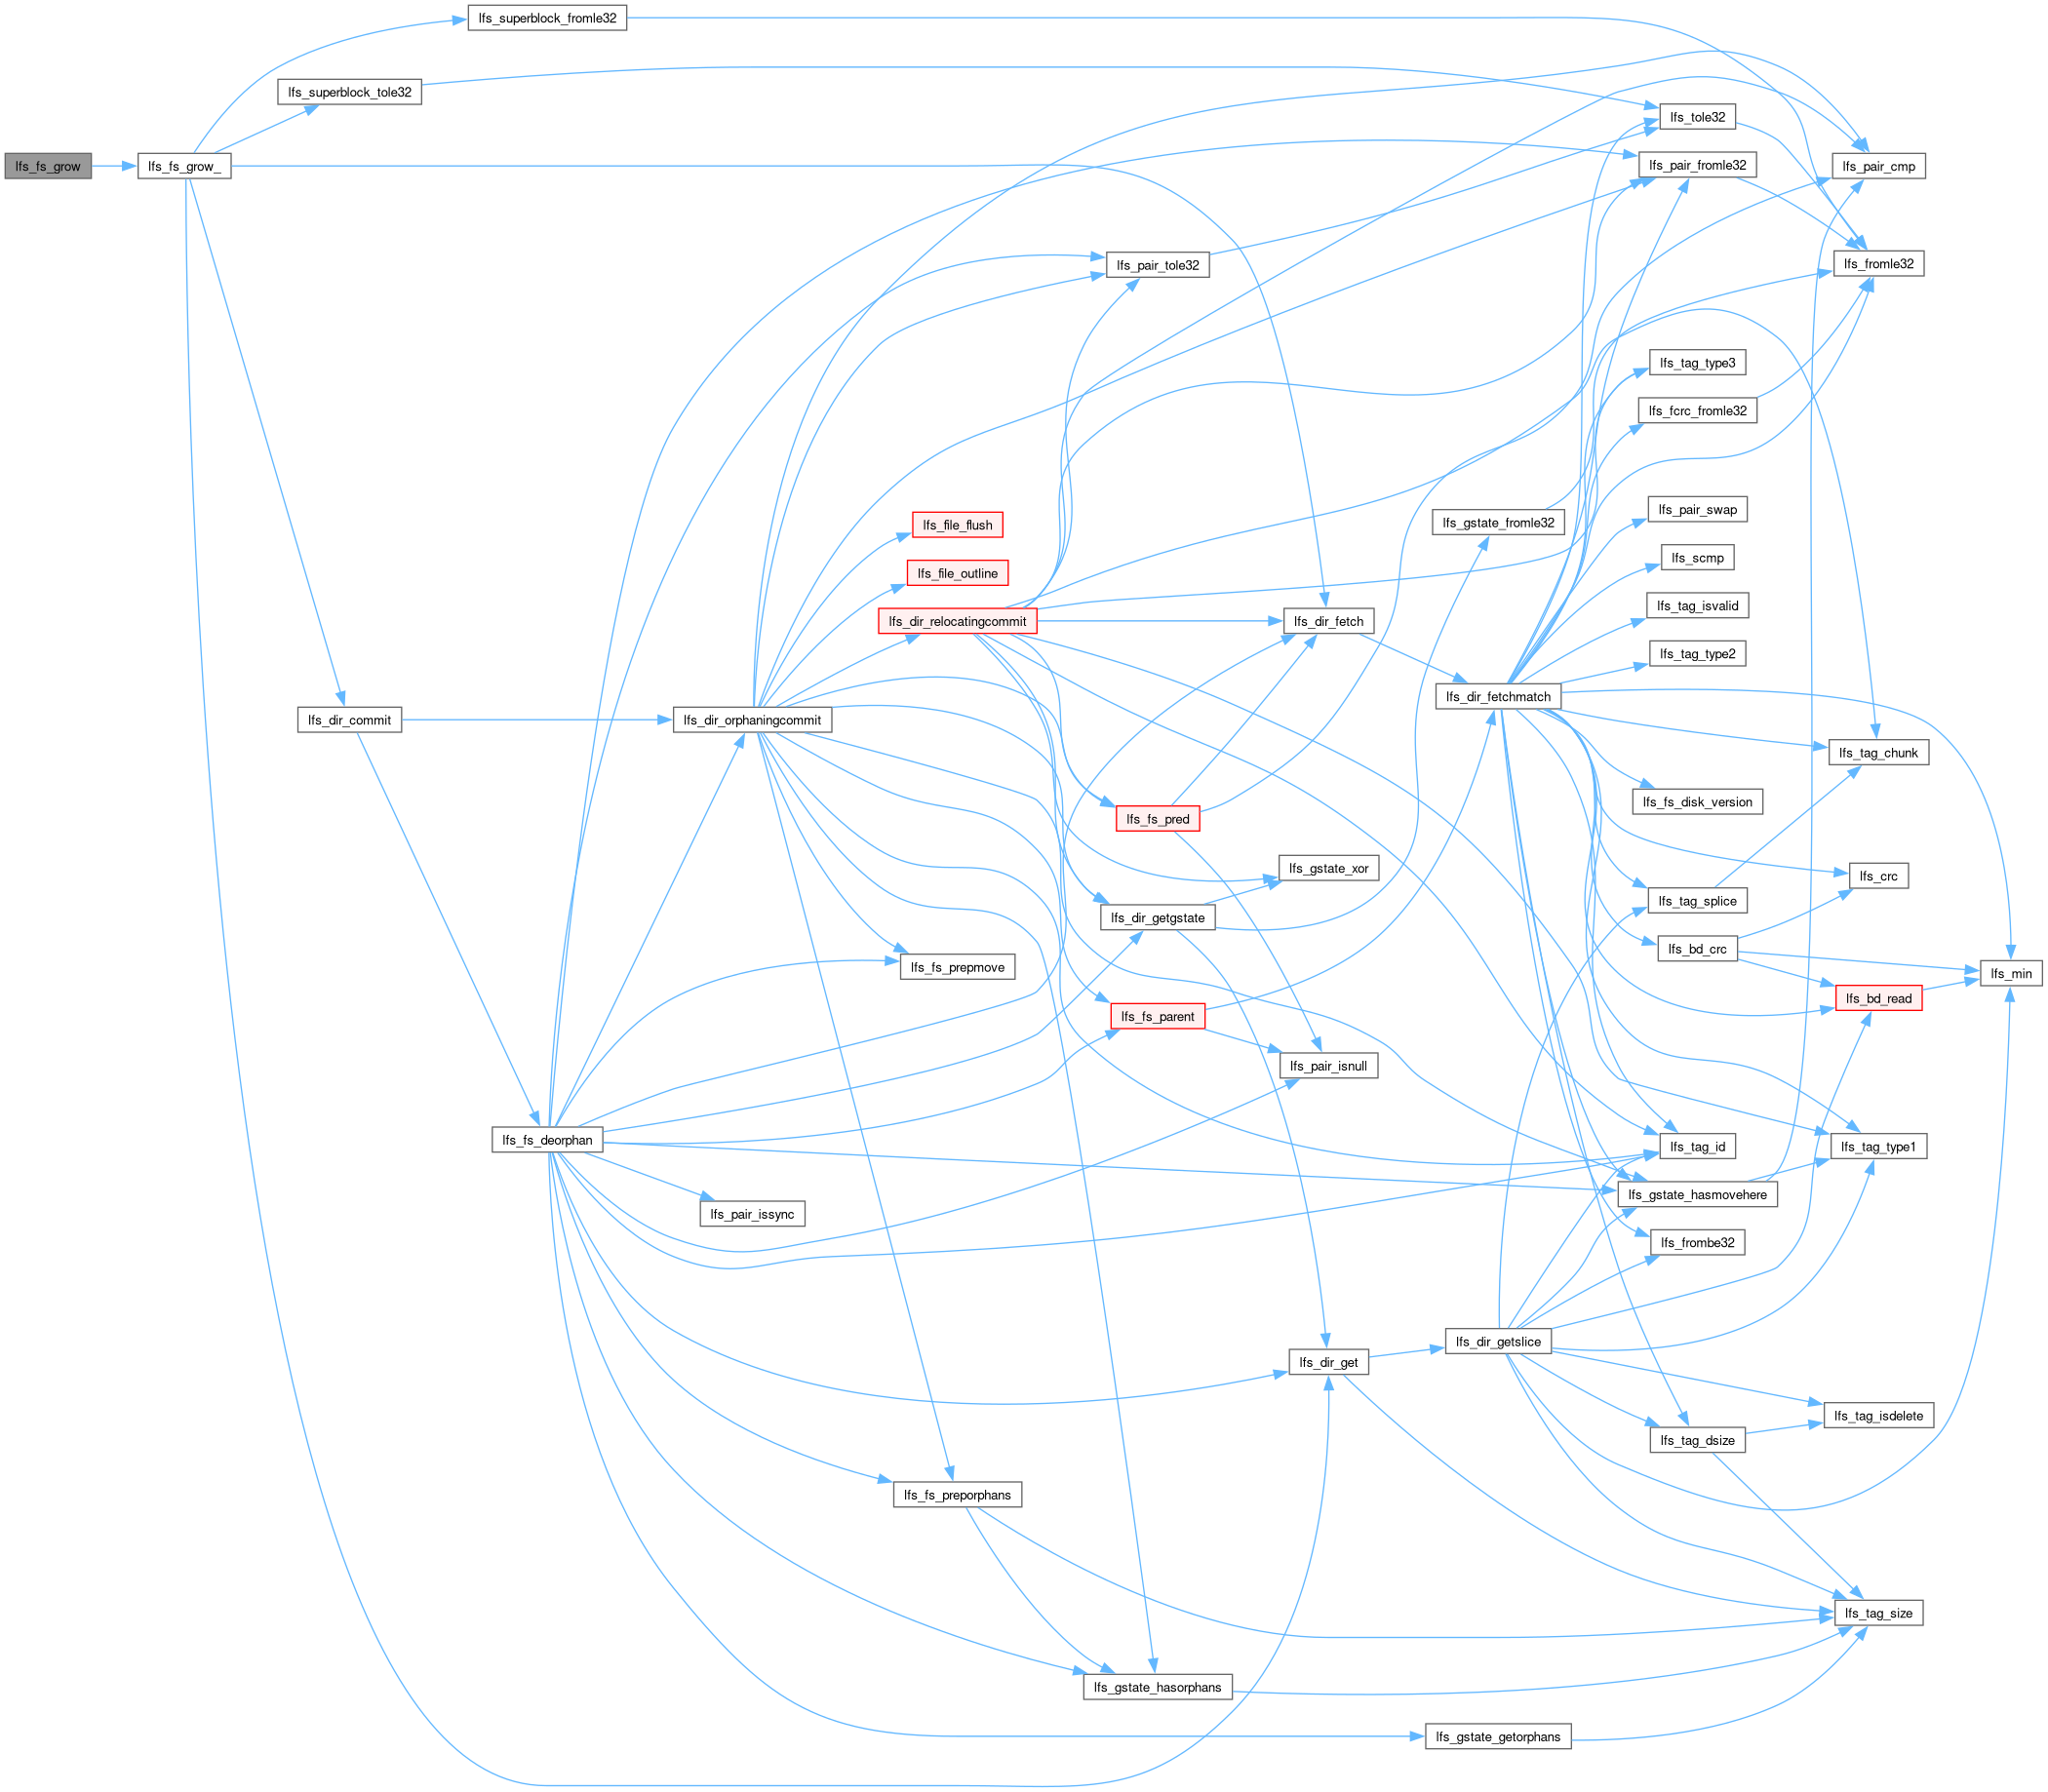 lfs_superblock_fromle32
lfs_superblock_tole32
lfs_tole32
lfs_fs_grow
lfs_fs_grow_
lfs_pair_fromle32
lfs_pair_cmp
lfs_pair_tole32
lfs_fromle32
lfs_tag_type3
lfs_fcrc_fromle32
lfs_pair_swap
lfs_file_flush
lfs_gstate_fromle32
lfs_scmp
lfs_file_outline
lfs_tag_isvalid
lfs_dir_relocatingcommit
lfs_dir_fetch
lfs_tag_type2
lfs_dir_fetchmatch
lfs_dir_commit
lfs_dir_orphaningcommit
lfs_tag_chunk
lfs_fs_disk_version
lfs_fs_pred
lfs_gstate_xor
lfs_crc
lfs_tag_splice
lfs_dir_getgstate
lfs_bd_crc
lfs_fs_prepmove
lfs_min
lfs_bd_read
lfs_fs_parent
lfs_pair_isnull
lfs_fs_deorphan
lfs_tag_id
lfs_tag_type1
lfs_gstate_hasmovehere
lfs_pair_issync
lfs_frombe32
lfs_dir_getslice
lfs_dir_get
lfs_tag_isdelete
lfs_tag_dsize
lfs_fs_preporphans
lfs_tag_size
lfs_gstate_hasorphans
lfs_gstate_getorphans